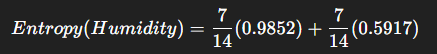 Entropy(Humidity) = 7/14 (0.9852) + 7/14 (0.5917)